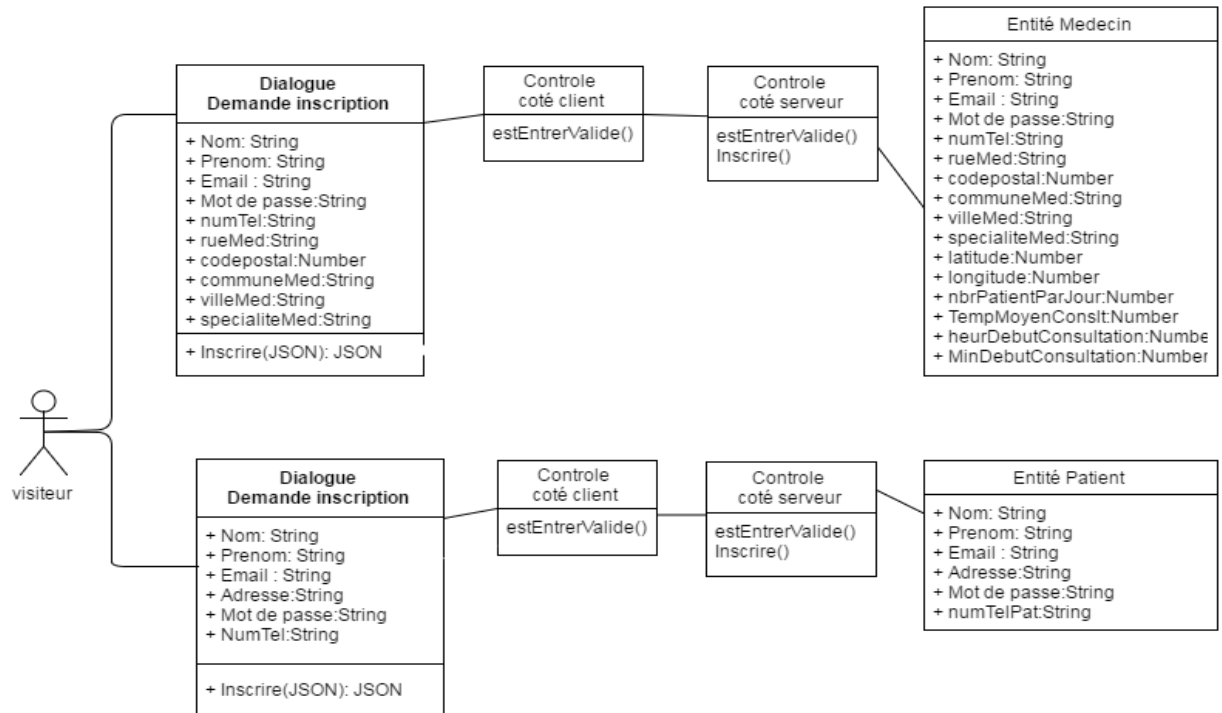 Dialogue
Demande inscription
+ Nom: String
+ Prenom: String
+ Email : String
+ Mot de passe:String
+ numTel:String
+ rueMed:String
+ codepostal:Number
+ communeMed:String
+ villeMed:String
+ specialiteMed:String
+ Inscrire(JSON): JSON
Controle
coté client
estEntrerValide()
Controle
coté serveur
estEntrerValide()
Inscrire()
Entité Medecin
+ Nom: String
+ Prenom: String
+ Email : String
+ Mot de passe:String
+ numTel:String
+ rueMed:String
+ codepostal:Number
+ communeMed:String
+ villeMed:String
+ specialiteMed:String
+ latitude:Number
+ longitude:Number
+ nbrPatientParJour:Number
+ TempMoyenConslt:Number
+ heurDebutConsultation:Numbe
+ MinDebutConsultation:Number
visiteur
Dialogue
Demande inscription
+ Nom: String
+ Prenom: String
+ Email : String
+ Adresse:String
+ Mot de passe:String
+ NumTel:String
+ Inscrire(JSON): JSON
Controle
coté client
estEntrerValide()
Controle
coté serveur
estEntrerValide()
Inscrire()
Entité Patient
+ Nom: String
+ Prenom: String
+ Email : String
+ Adresse:String
+ Mot de passe:String
+ numTelPat:String